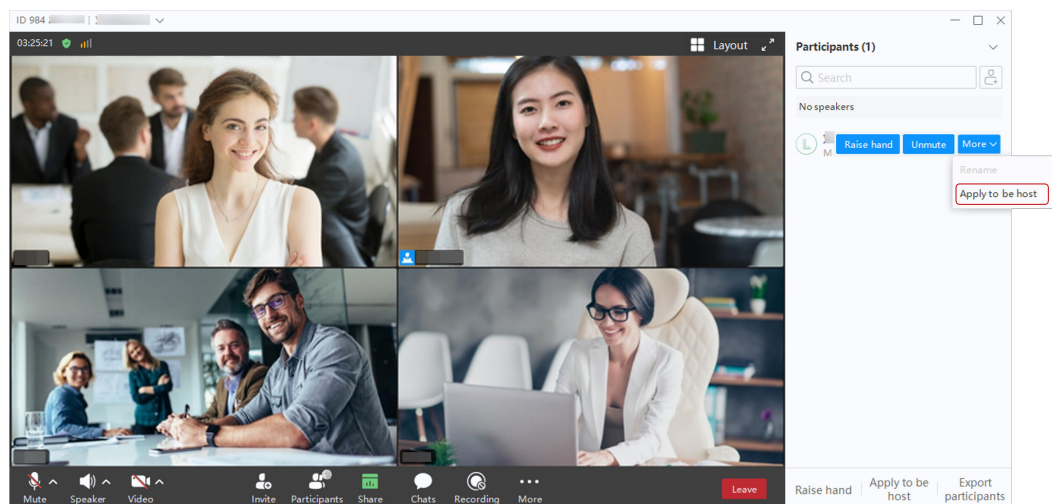 ID 984
03:25:21
Layout
Participants (1)
Search
No speakers
L
M
Raise hand
Unmute
More
Rename
Apply to be host
Mute
Speaker
Video
Invite
Participants
Share
Chats
Recording
More
Leave
Raise hand
Apply to be
host
Export
participants